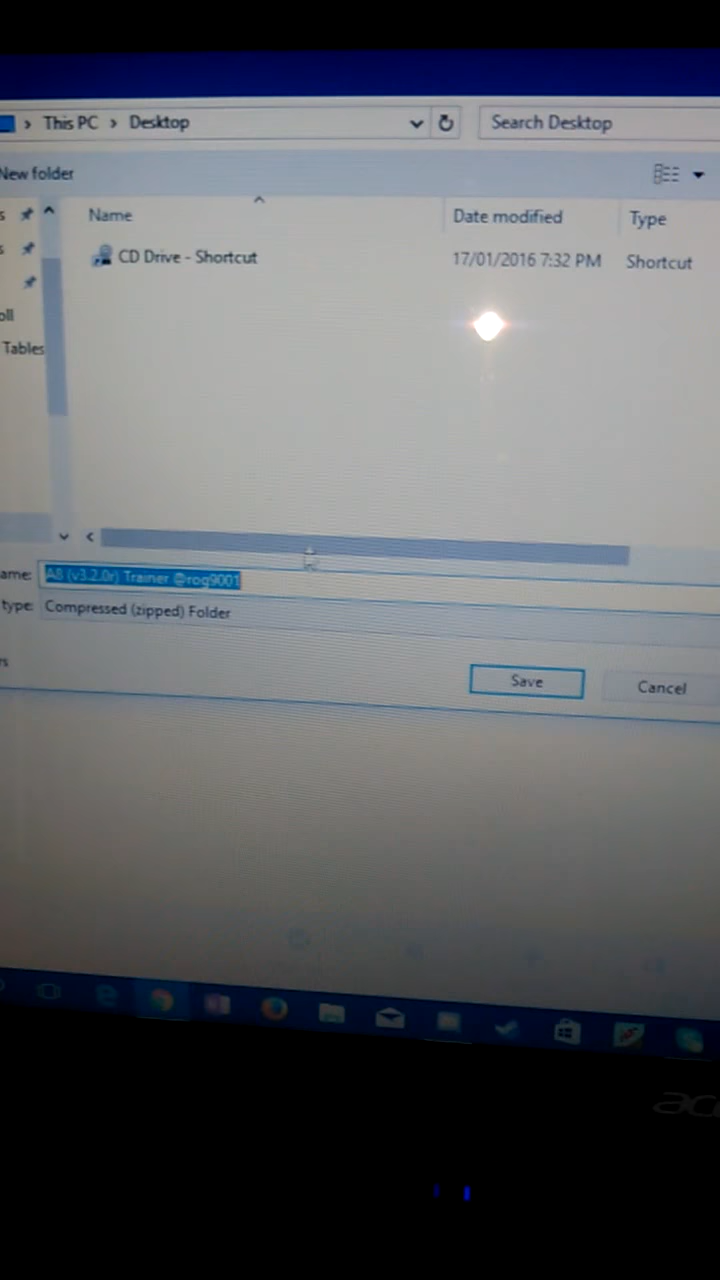 › This PC › Desktop
Search Desktop
New folder
Name
Date modified
Type
CD Drive - Shortcut
17/01/2016 7:32 PM
Shortcut
Tables
ame:
A8 (v3.2.0r) Trainer @rog9001
type:
Compressed (zipped) Folder
Save
Cancel